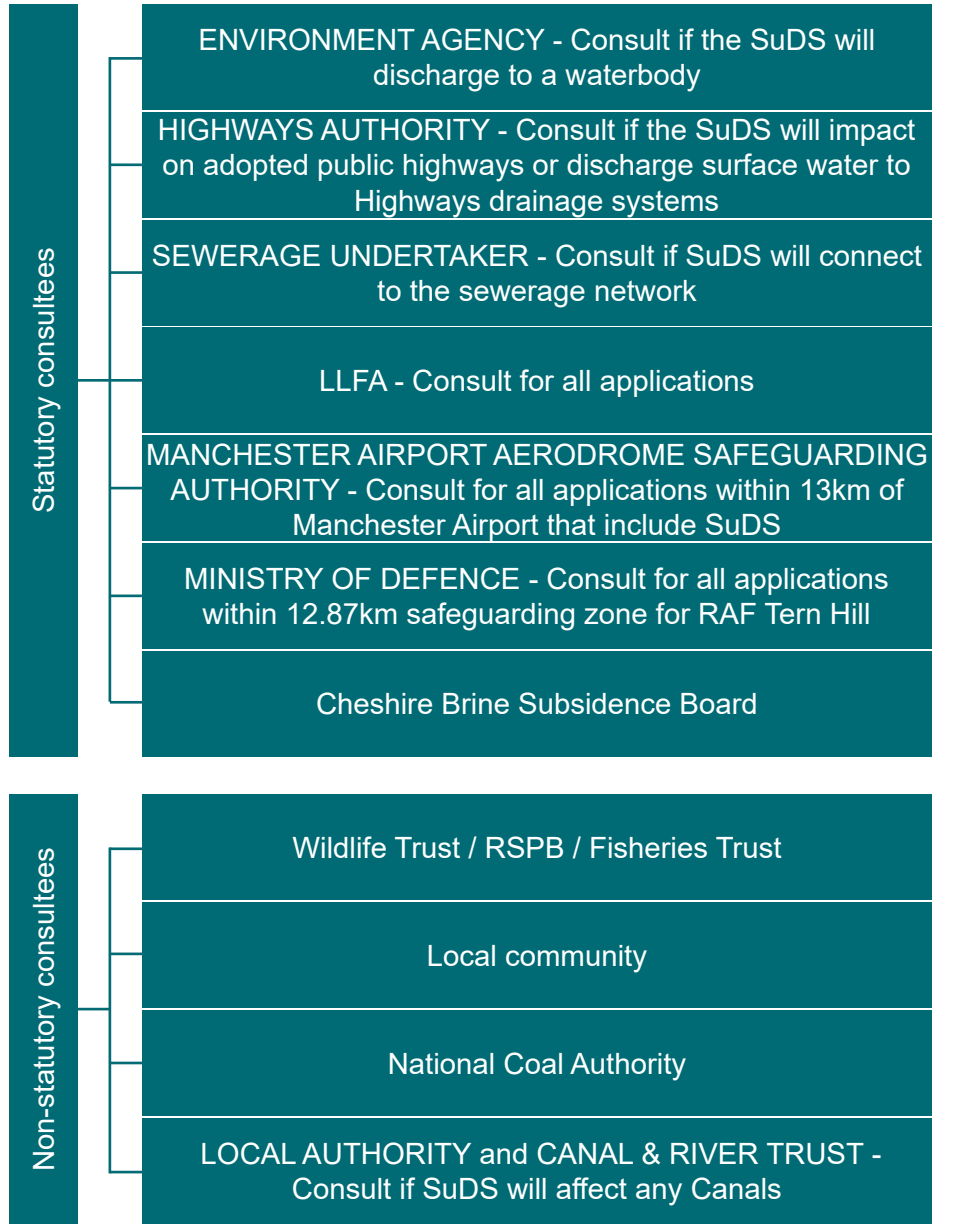 Statutory consultees
ENVIRONMENT AGENCY - Consult if the SuDS will
discharge to a waterbody
HIGHWAYS AUTHORITY - Consult if the SuDS will impact
on adopted public highways or discharge surface water to
Highways drainage systems
SEWERAGE UNDERTAKER - Consult if SuDS will connect
to the sewerage network
LLFA - Consult for all applications
MANCHESTER AIRPORT AERODROME SAFEGUARDING
AUTHORITY - Consult for all applications within 13km of
Manchester Airport that include SuDS
MINISTRY OF DEFENCE - Consult for all applications
within 12.87km safeguarding zone for RAF Tern Hill
Cheshire Brine Subsidence Board
Non-statutory consultees
Wildlife Trust / RSPB / Fisheries Trust
Local community
National Coal Authority
LOCAL AUTHORITY and CANAL & RIVER TRUST -
Consult if SuDS will affect any Canals